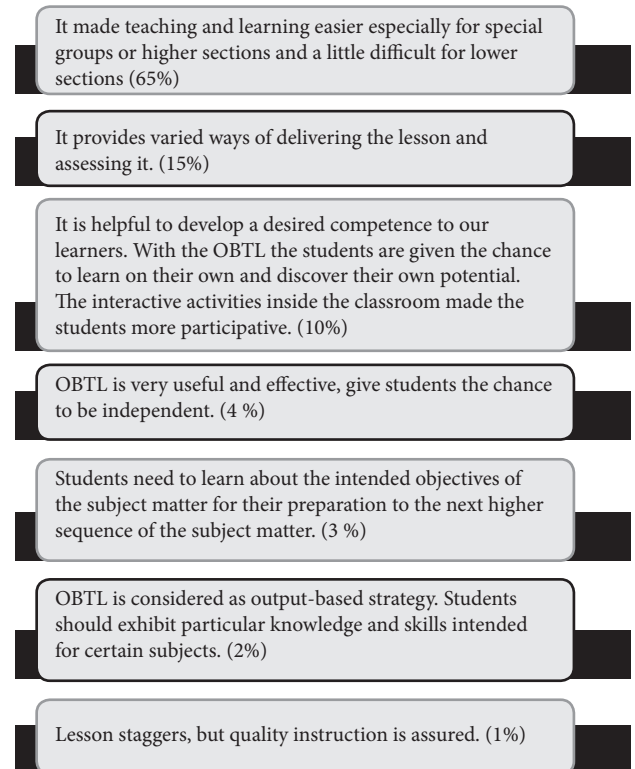 It made teaching and learning easier especially for special
groups or higher sections and a little difficult for lower
sections (65%)
It provides varied ways of delivering the lesson and
assessing it. (15%)
It is helpful to develop a desired competence to our
learners. With the OBTL the students are given the chance
to learn on their own and discover their own potential.
The interactive activities inside the classroom made the
students more participative. (10%)
OBTL is very useful and effective, give students the chance
to be independent. (4 %)
Students need to learn about the intended objectives of
the subject matter for their preparation to the next higher
sequence of the subject matter. (3 %)
OBTL is considered as output-based strategy. Students
should exhibit particular knowledge and skills intended
for certain subjects. (2%)
Lesson staggers, but quality instruction is assured. (1%)